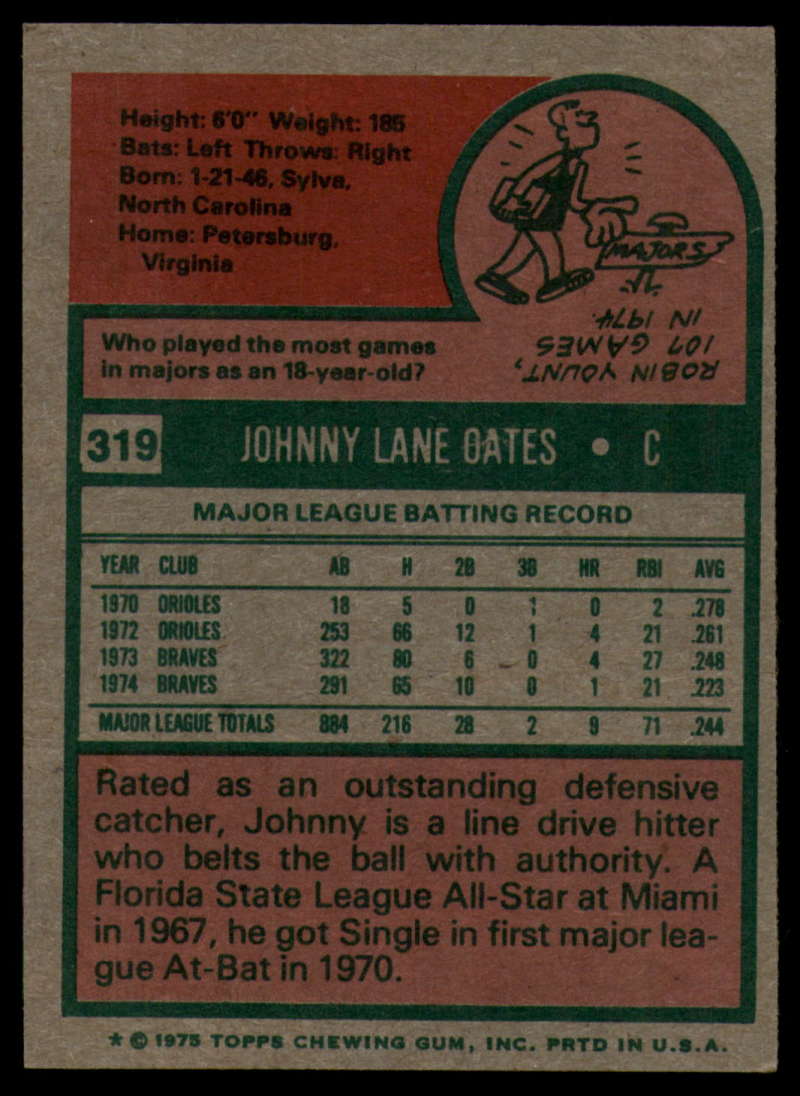 Height: 6'0" Weight: 185
Bats: Left Throws: Right
Born: 1-21-46, Sylva,
North Carolina
Home: Petersburg,
Virginia
MAJORS
Who played the most games
in majors as an 18-year-old?
ROBIN YOUNT,
107 GAMES
IN 1974.
319 JOHNNY LANE OATES • C
MAJOR LEAGUE BATTING RECORD
YEAR CLUB AB H 2B 3B HR RBI AVG
1970 ORIOLES 18 5 0 1 0 2 .278
1972 ORIOLES 253 66 12 1 4 21 .261
1973 BRAVES 322 80 6 0 4 27 .248
1974 BRAVES 291 65 10 0 1 21 .223
MAJOR LEAGUE TOTALS 884 216 28 2 9 71 .244
Rated as an outstanding defensive
catcher, Johnny is a line drive hitter
who belts the ball with authority. A
Florida State League All-Star at Miami
in 1967, he got Single in first major lea-
gue At-Bat in 1970.
* © 1975 TOPPS CHEWING GUM, INC. PRTD IN U.S.A.